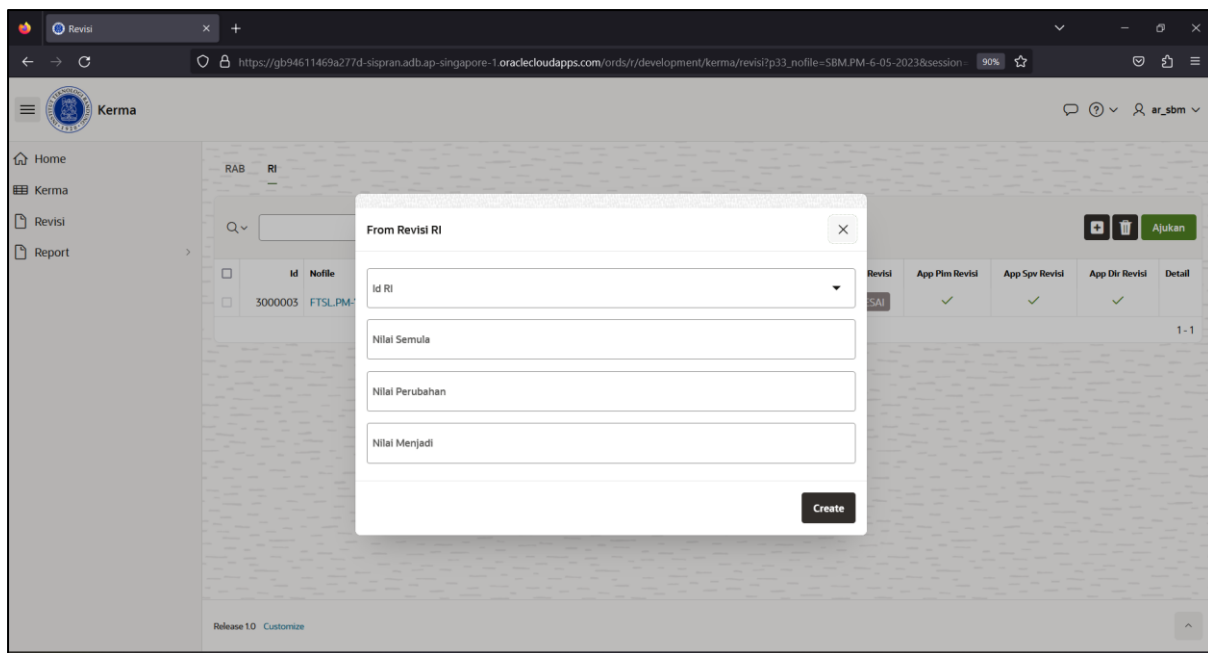 Revisi
https://gb94611469a277d-sispran.adb.ap-singapore-1.oraclecloudapps.com/ords/r/development/kerma/revisi?p33_nofile=SBM.PM-6-05-2023&session=
90%
Kerma
ar_sbm
Home
Kerma
Revisi
Report
RAB RI
Ajukan
From Revisi RI
Id Nofile Revisi App Pim Revisi App Spv Revisi App Dir Revisi Detail
3000003 FTSL.PM- ESAI
1 - 1
Id RI
Nilai Semula
Nilai Perubahan
Nilai Menjadi
Create
Release 1.0 Customize